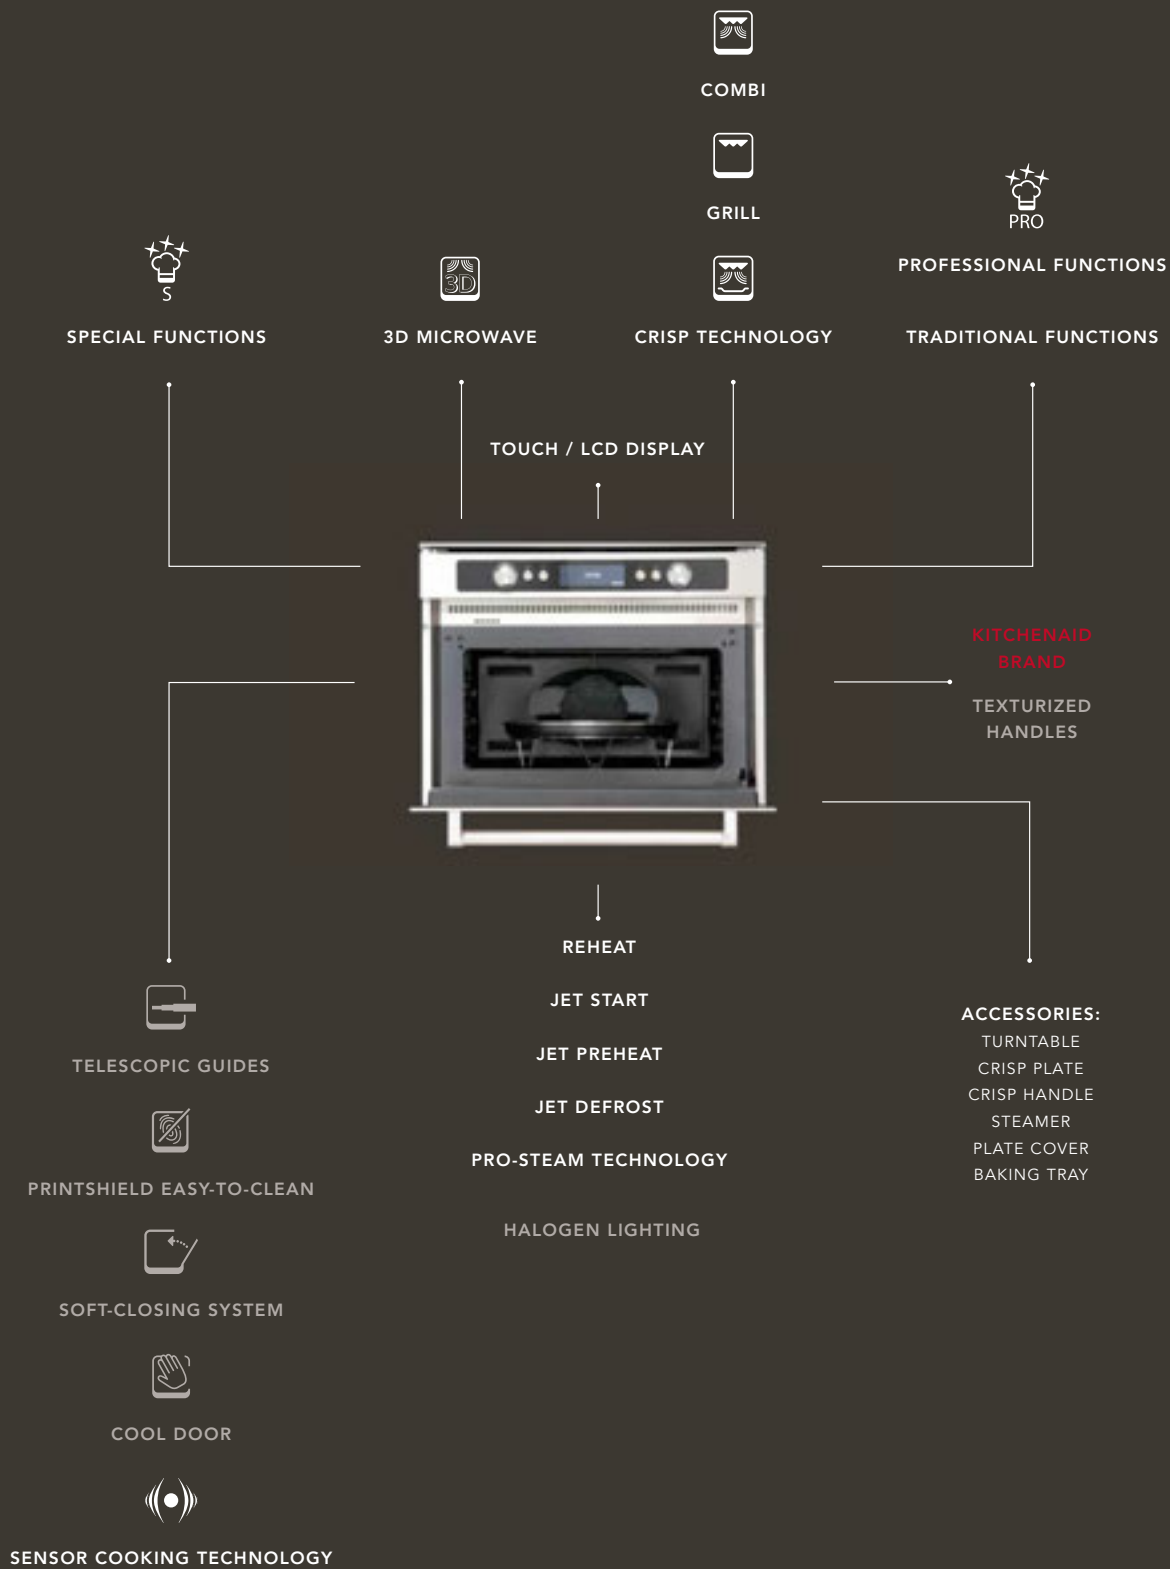 COMBI
GRILL
PRO
PROFESSIONAL FUNCTIONS
S
SPECIAL FUNCTIONS
3D
3D MICROWAVE
CRISP TECHNOLOGY
TRADITIONAL FUNCTIONS
TOUCH / LCD DISPLAY
KITCHENAID
BRAND
TEXTURIZED
HANDLES
REHEAT
JET START
JET PREHEAT
JET DEFROST
PRO-STEAM TECHNOLOGY
HALOGEN LIGHTING
ACCESSORIES:
TURNTABLE
CRISP PLATE
CRISP HANDLE
STEAMER
PLATE COVER
BAKING TRAY
TELESCOPIC GUIDES
PRINTSHIELD EASY-TO-CLEAN
SOFT-CLOSING SYSTEM
COOL DOOR
SENSOR COOKING TECHNOLOGY